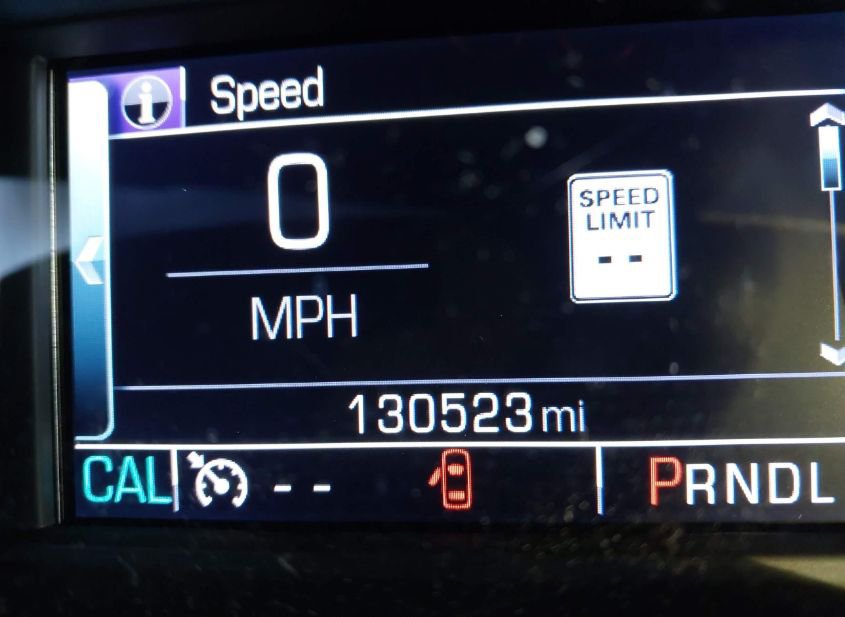 Speed
0
MPH
SPEED
LIMIT
--
130523 mi
CAL -- PRNDL